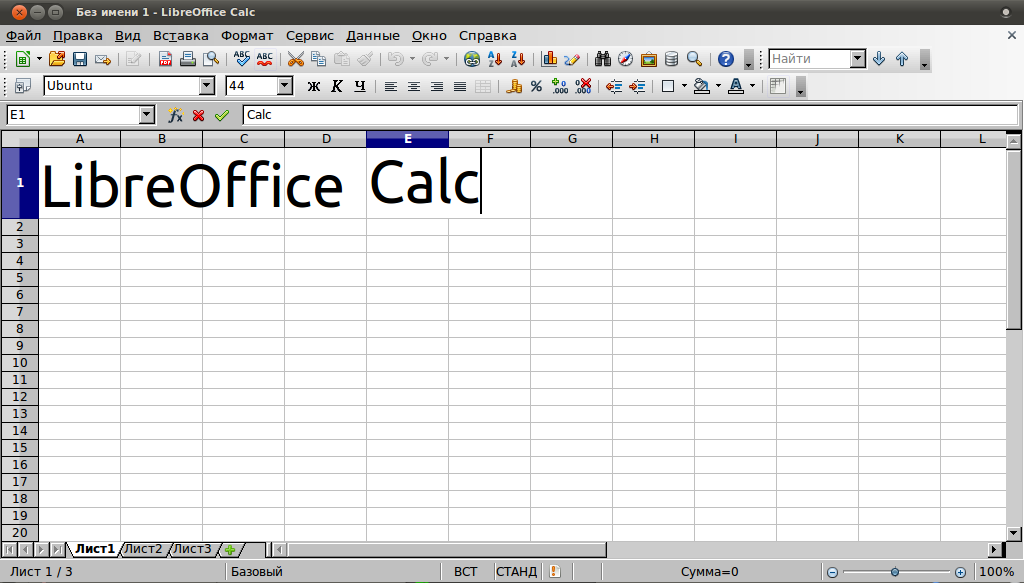 Без имени 1 - LibreOffice Calc
Файл Правка Вид Вставка Формат Сервис Данные Окно Справка
Найти
Ubuntu 44 Ж К Ч
E1 Calc
A B C D E F G H I J K L
1 LibreOffice Calc
2
3
4
5
6
7
8
9
10
11
12
13
14
15
16
17
18
19
20
Лист1 Лист2 Лист3
Лист 1 / 3 Базовый ВСТ СТАНД Сумма=0 100%